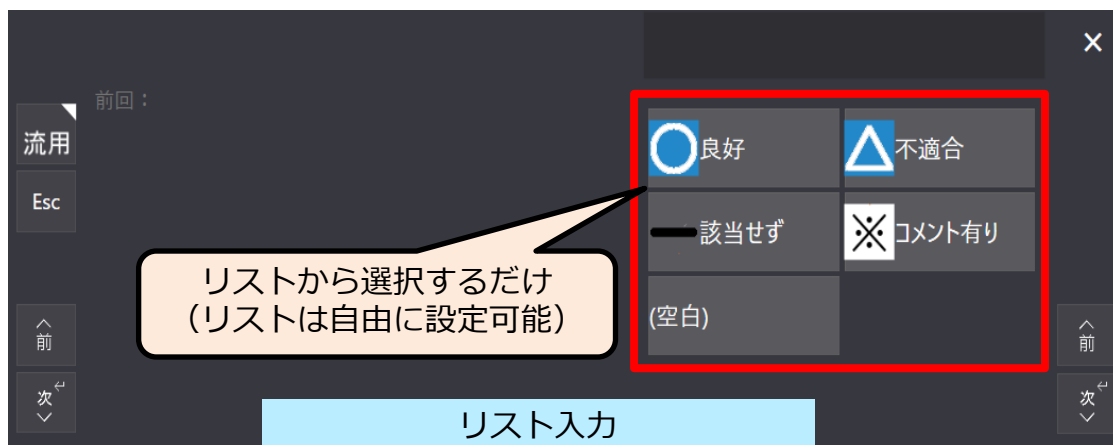 ×
前回：
流用
Esc
良好
不適合
該当せず
※コメント有り
(空白)
リストから選択するだけ
（リストは自由に設定可能）
前
次
前
次
リスト入力